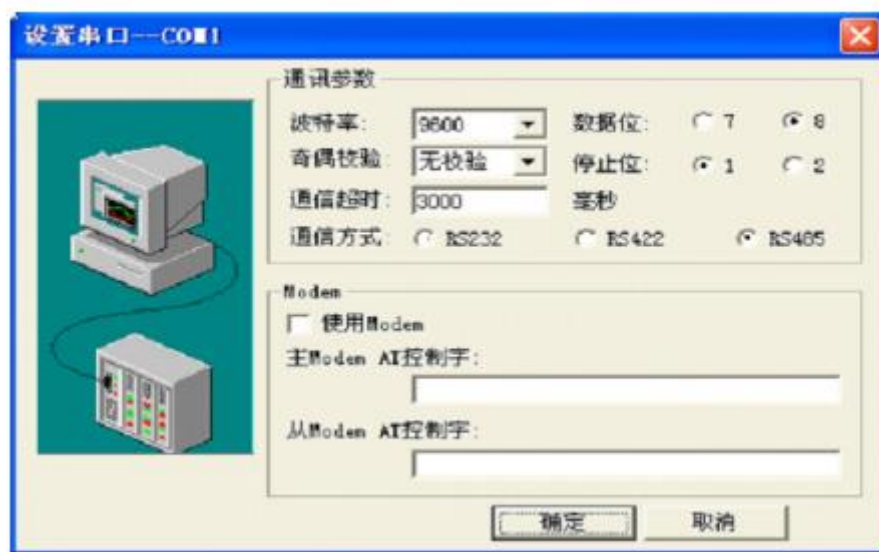 设置串口--COM1
通讯参数
波特率: 9600 数据位: 7 8
奇偶校验: 无校验 停止位: 1 2
通信超时: 3000 毫秒
通信方式: RS232 RS422 RS485
Modem
使用Modem
主Modem AT控制字:
从Modem AT控制字:
确定 取消